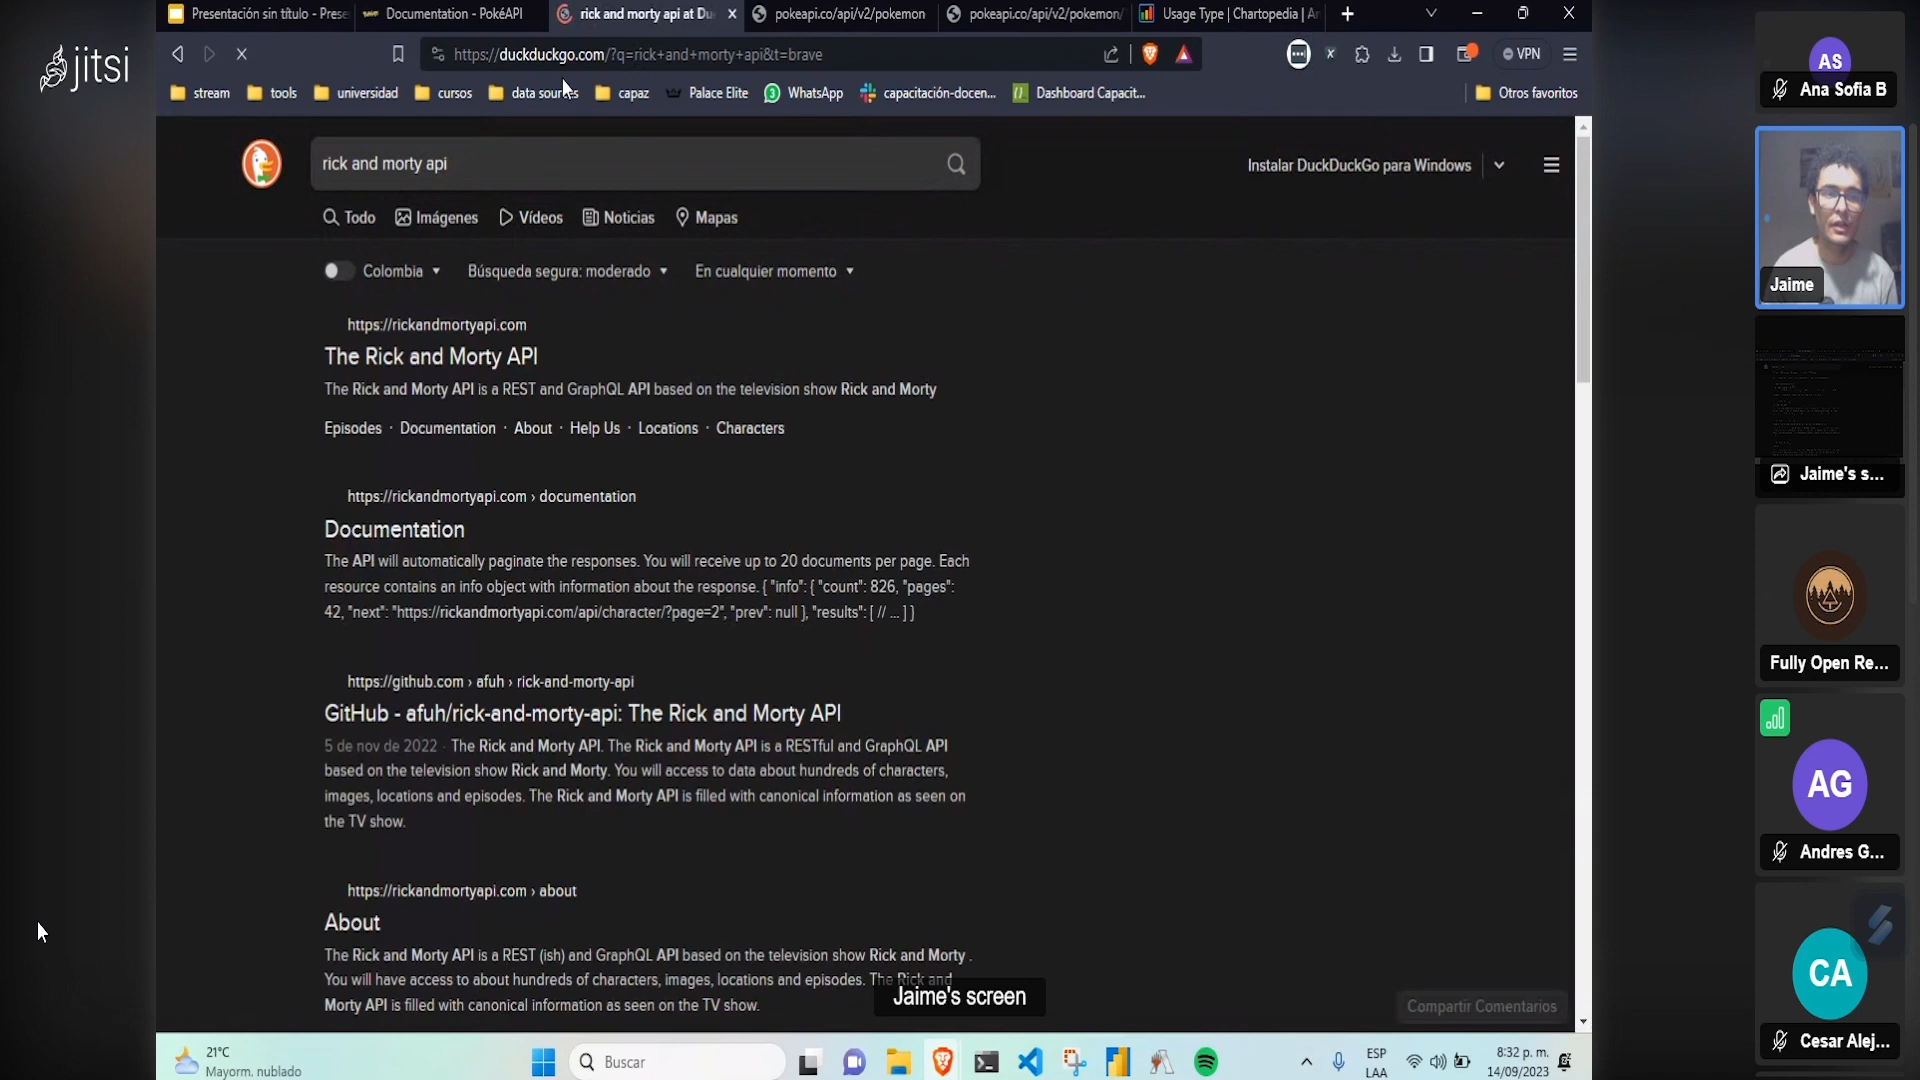 jitsi
Presentación sin título - Prese
Documentation - PokéAPI
rick and morty api at Du
pokeapi.co/api/v2/pokemon
pokeapi.co/api/v2/pokemon/
Usage Type | Chartopedia | A
https://duckduckgo.com/?q=rick+and+morty+api&t=brave
VPN
stream
tools
universidad
cursos
data sources
capaz
Palace Elite
WhatsApp
capacitación-docen...
Dashboard Capacit...
Otros favoritos
rick and morty api
Instalar DuckDuckGo para Windows
Todo
Imágenes
Vídeos
Noticias
Mapas
Colombia
Búsqueda segura: moderado
En cualquier momento
https://rickandmortyapi.com
The Rick and Morty API
The Rick and Morty API is a REST and GraphQL API based on the television show Rick and Morty
Episodes · Documentation · About · Help Us · Locations · Characters
https://rickandmortyapi.com › documentation
Documentation
The API will automatically paginate the responses. You will receive up to 20 documents per page. Each
resource contains an info object with information about the response. { "info": { "count": 826, "pages":
42, "next": "https://rickandmortyapi.com/api/character/?page=2", "prev": null }, "results": [ // ... ] }
https://github.com › afuh › rick-and-morty-api
GitHub - afuh/rick-and-morty-api: The Rick and Morty API
5 de nov de 2022 · The Rick and Morty API. The Rick and Morty API is a RESTful and GraphQL API
based on the television show Rick and Morty. You will access to data about hundreds of characters,
images, locations and episodes. The Rick and Morty API is filled with canonical information as seen on
the TV show.
https://rickandmortyapi.com › about
About
The Rick and Morty API is a REST (ish) and GraphQL API based on the television show Rick and Morty .
You will have access to about hundreds of characters, images, locations and episodes. The Rick and
Morty API is filled with canonical information as seen on the TV show.
Jaime's screen
Compartir Comentarios
21°C
Mayorm. nublado
Buscar
ESP
LAA
8:32 p. m.
14/09/2023
AS
Ana Sofia B
Jaime
Jaime's s...
Fully Open Re...
AG
Andres G...
CA
Cesar Alej...